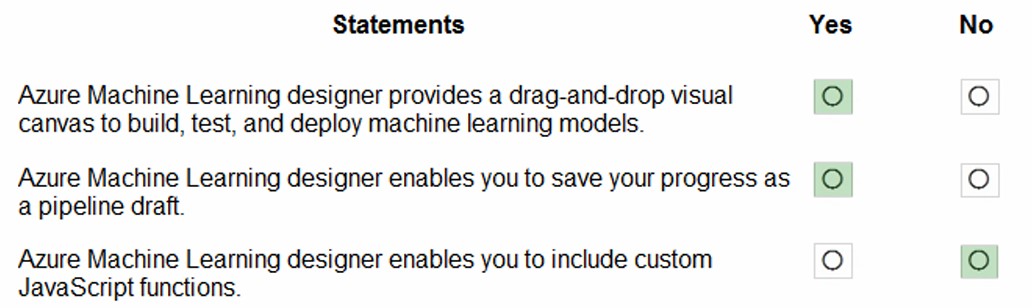 Statements Yes No
Azure Machine Learning designer provides a drag-and-drop visual
canvas to build, test, and deploy machine learning models.
Azure Machine Learning designer enables you to save your progress as
a pipeline draft.
Azure Machine Learning designer enables you to include custom
JavaScript functions.